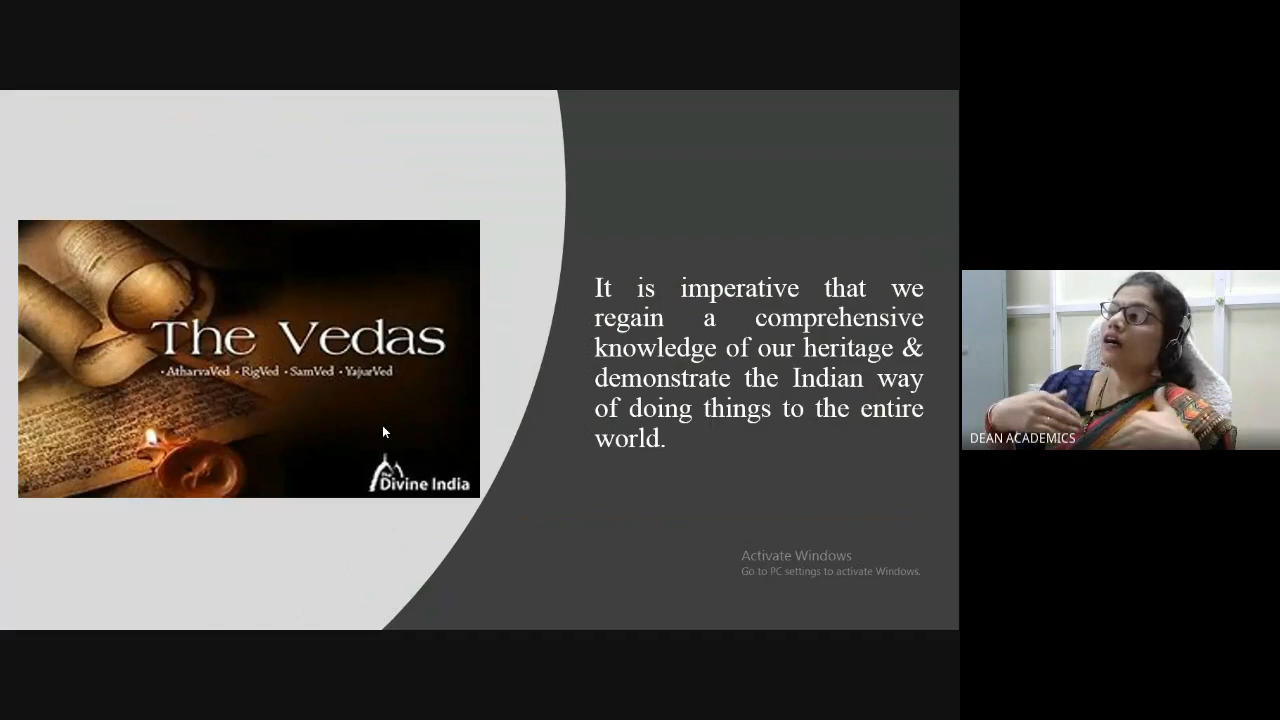 The Vedas
• AtharvaVed • RigVed • SamVed • YajurVed
The
Divine India
It is imperative that we
regain a comprehensive
knowledge of our heritage &
demonstrate the Indian way
of doing things to the entire
world.
Activate Windows
Go to PC settings to activate Windows.
DEAN ACADEMICS